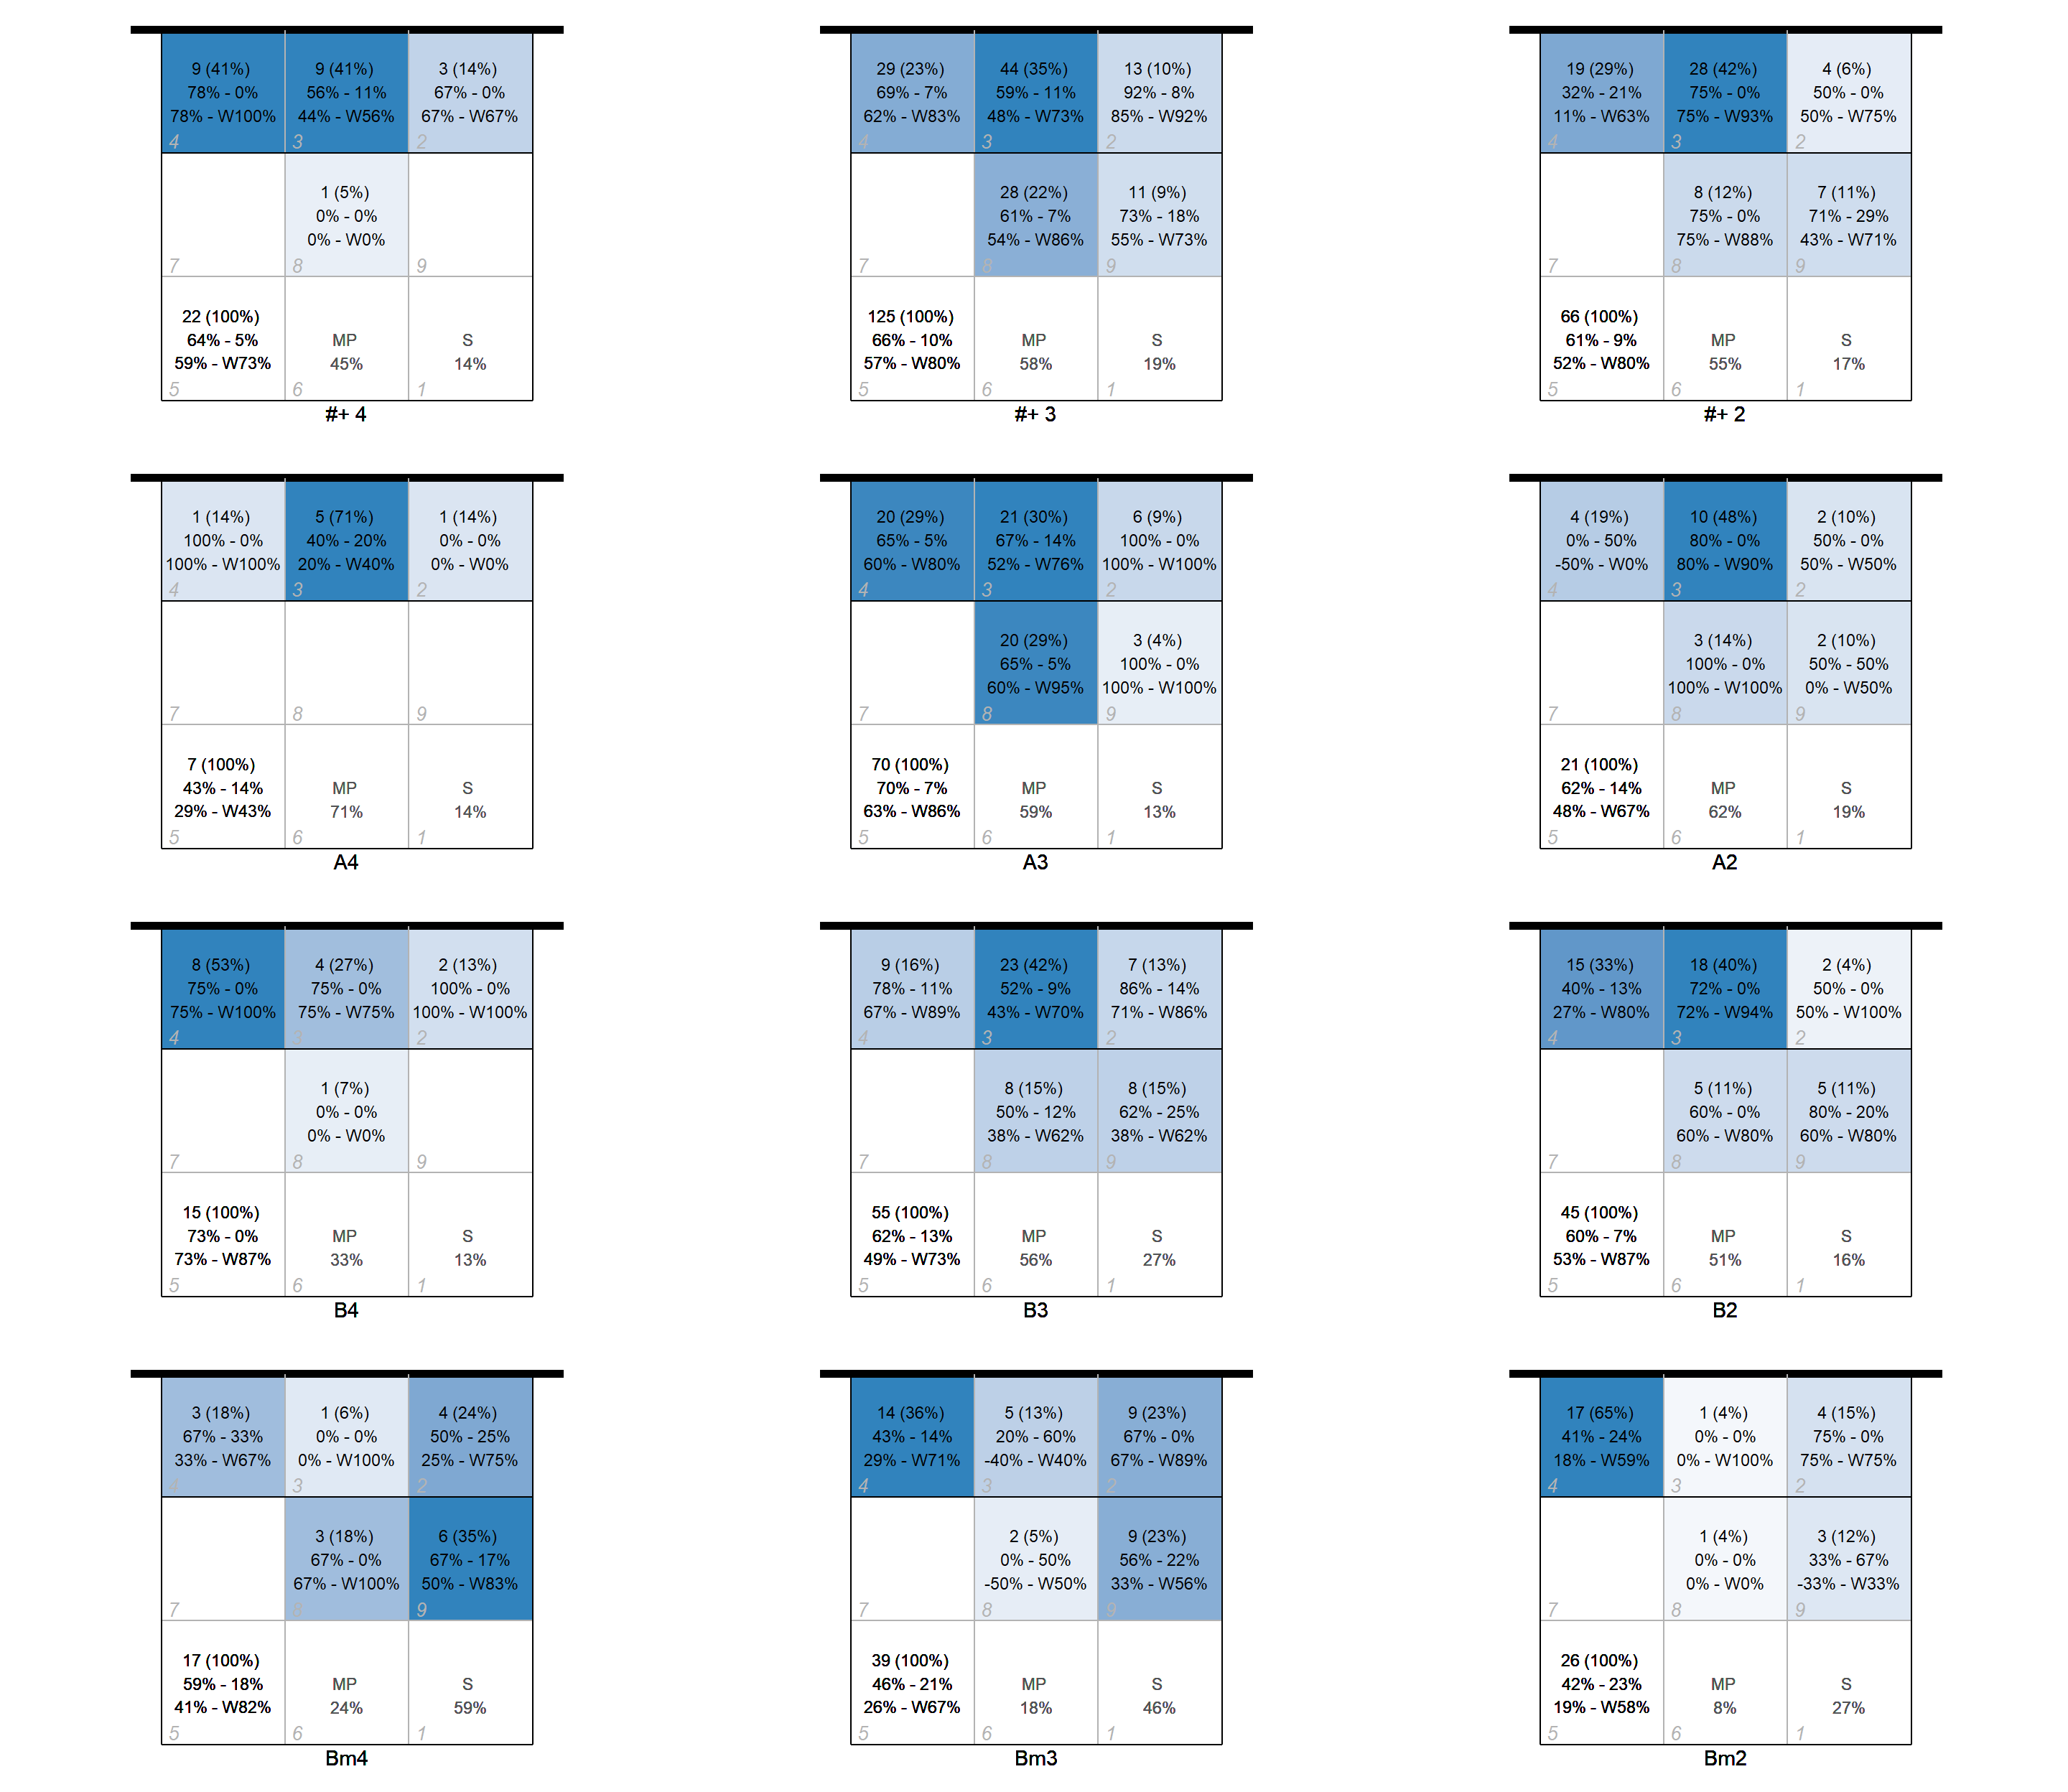 9 (41%)
78% - 0%
78% - W100%
4
9 (41%)
56% - 11%
44% - W56%
3
3 (14%)
67% - 0%
67% - W67%
2
7
1 (5%)
0% - 0%
0% - W0%
8
9
22 (100%)
64% - 5%
59% - W73%
5
MP
45%
6
S
14%
1
#+ 4
29 (23%)
69% - 7%
62% - W83%
4
44 (35%)
59% - 11%
48% - W73%
3
13 (10%)
92% - 8%
85% - W92%
2
7
28 (22%)
61% - 7%
54% - W86%
8
11 (9%)
73% - 18%
55% - W73%
9
125 (100%)
66% - 10%
57% - W80%
5
MP
58%
6
S
19%
1
#+ 3
19 (29%)
32% - 21%
11% - W63%
4
28 (42%)
75% - 0%
75% - W93%
3
4 (6%)
50% - 0%
50% - W75%
2
7
8 (12%)
75% - 0%
75% - W88%
8
7 (11%)
71% - 29%
43% - W71%
9
66 (100%)
61% - 9%
52% - W80%
5
MP
55%
6
S
17%
1
#+ 2
1 (14%)
100% - 0%
100% - W100%
4
5 (71%)
40% - 20%
20% - W40%
3
1 (14%)
0% - 0%
0% - W0%
2
7
8
9
7 (100%)
43% - 14%
29% - W43%
5
MP
71%
6
S
14%
1
A4
20 (29%)
65% - 5%
60% - W80%
4
21 (30%)
67% - 14%
52% - W76%
3
6 (9%)
100% - 0%
100% - W100%
2
7
20 (29%)
65% - 5%
60% - W95%
8
3 (4%)
100% - 0%
100% - W100%
9
70 (100%)
70% - 7%
63% - W86%
5
MP
59%
6
S
13%
1
A3
4 (19%)
0% - 50%
-50% - W0%
4
10 (48%)
80% - 0%
80% - W90%
3
2 (10%)
50% - 0%
50% - W50%
2
7
3 (14%)
100% - 0%
100% - W100%
8
2 (10%)
50% - 50%
0% - W50%
9
21 (100%)
62% - 14%
48% - W67%
5
MP
62%
6
S
19%
1
A2
8 (53%)
75% - 0%
75% - W100%
4
4 (27%)
75% - 0%
75% - W75%
3
2 (13%)
100% - 0%
100% - W100%
2
7
1 (7%)
0% - 0%
0% - W0%
8
9
15 (100%)
73% - 0%
73% - W87%
5
MP
33%
6
S
13%
1
B4
9 (16%)
78% - 11%
67% - W89%
4
23 (42%)
52% - 9%
43% - W70%
3
7 (13%)
86% - 14%
71% - W86%
2
7
8 (15%)
50% - 12%
38% - W62%
8
8 (15%)
62% - 25%
38% - W62%
9
55 (100%)
62% - 13%
49% - W73%
5
MP
56%
6
S
27%
1
B3
15 (33%)
40% - 13%
27% - W80%
4
18 (40%)
72% - 0%
72% - W94%
3
2 (4%)
50% - 0%
50% - W100%
2
7
5 (11%)
60% - 0%
60% - W80%
8
5 (11%)
80% - 20%
60% - W80%
9
45 (100%)
60% - 7%
53% - W87%
5
MP
51%
6
S
16%
1
B2
3 (18%)
67% - 33%
33% - W67%
4
1 (6%)
0% - 0%
0% - W100%
3
4 (24%)
50% - 25%
25% - W75%
2
7
3 (18%)
67% - 0%
67% - W100%
8
6 (35%)
67% - 17%
50% - W83%
9
17 (100%)
59% - 18%
41% - W82%
5
MP
24%
6
S
59%
1
Bm4
14 (36%)
43% - 14%
29% - W71%
4
5 (13%)
20% - 60%
-40% - W40%
3
9 (23%)
67% - 0%
67% - W89%
2
7
2 (5%)
0% - 50%
-50% - W50%
8
9 (23%)
56% - 22%
33% - W56%
9
39 (100%)
46% - 21%
26% - W67%
5
MP
18%
6
S
46%
1
Bm3
17 (65%)
41% - 24%
18% - W59%
4
1 (4%)
0% - 0%
0% - W100%
3
4 (15%)
75% - 0%
75% - W75%
2
7
1 (4%)
0% - 0%
0% - W0%
8
3 (12%)
33% - 67%
-33% - W33%
9
26 (100%)
42% - 23%
19% - W58%
5
MP
8%
6
S
27%
1
Bm2